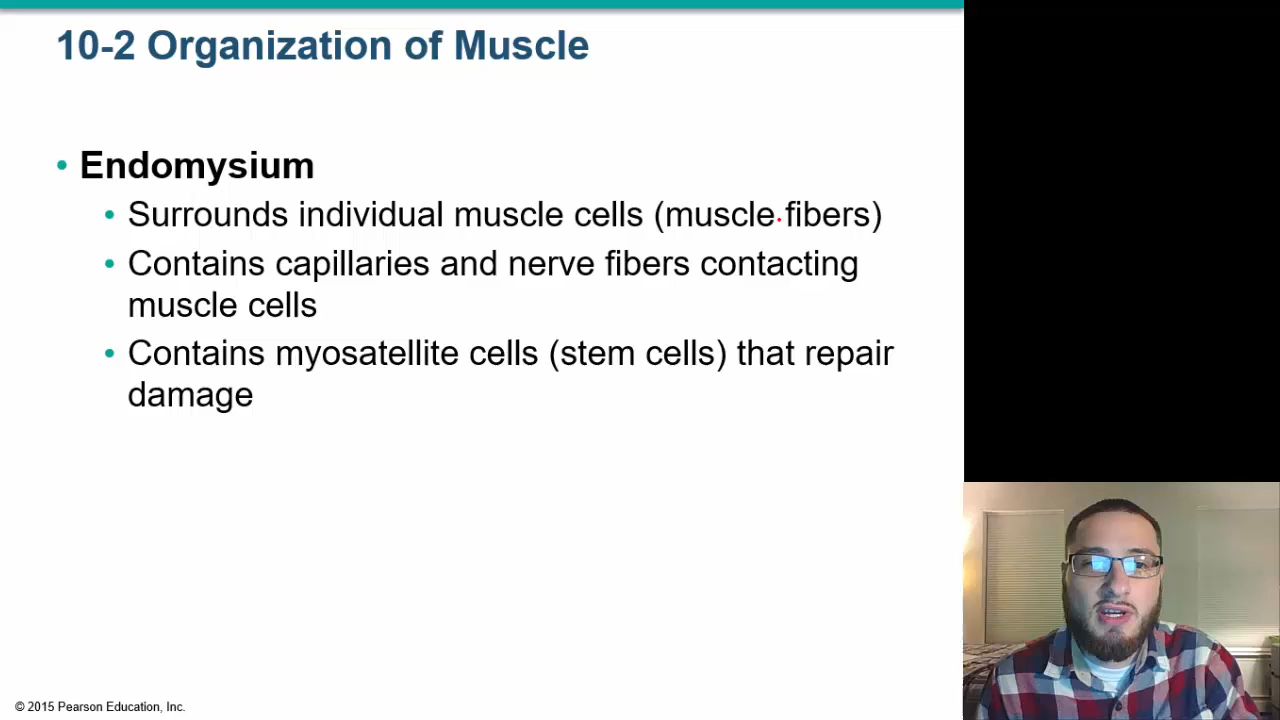 10-2 Organization of Muscle
• Endomysium
• Surrounds individual muscle cells (muscle fibers)
• Contains capillaries and nerve fibers contacting
muscle cells
• Contains myosatellite cells (stem cells) that repair
damage
© 2015 Pearson Education, Inc.